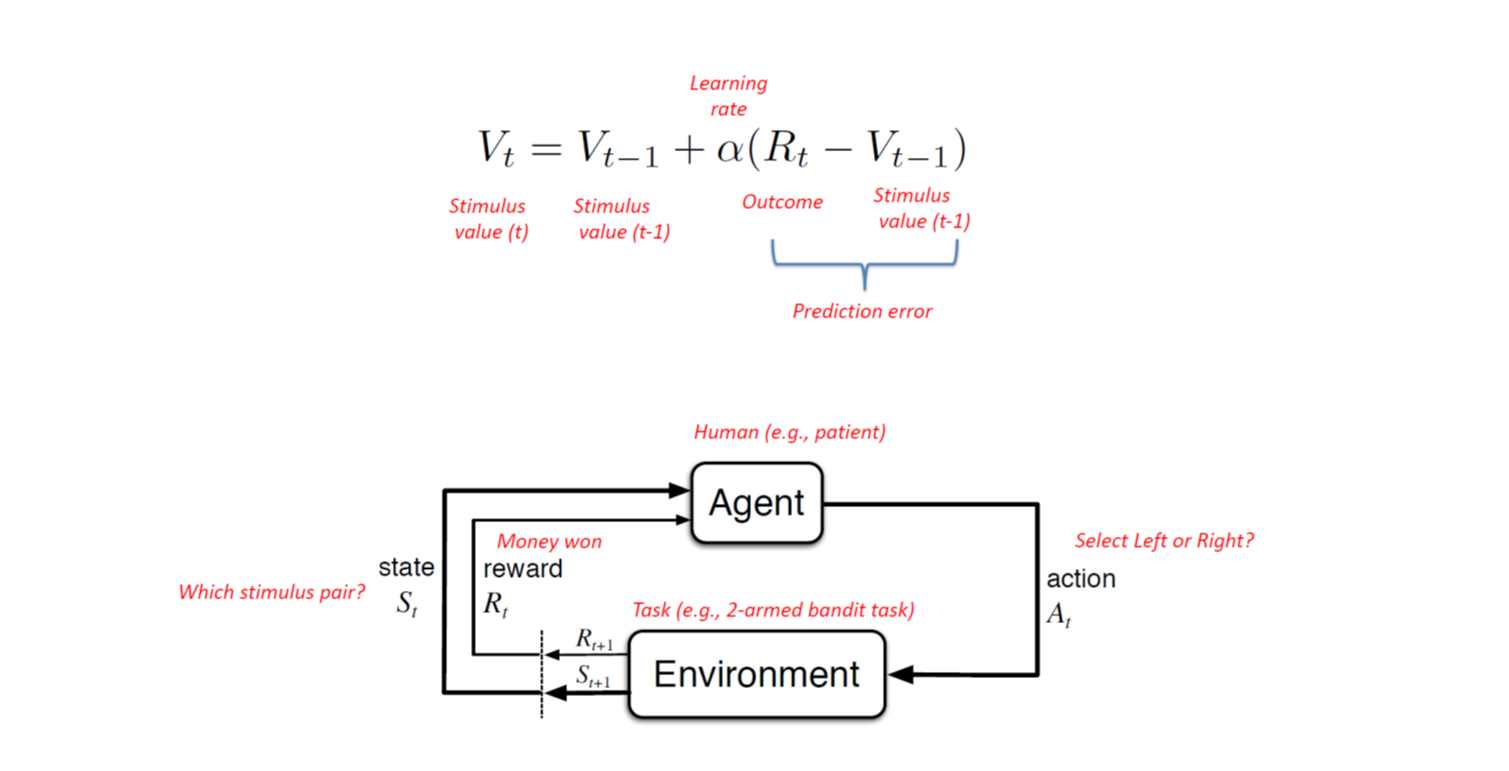 Learning
rate
V_t = V_{t−1} + α(R_t − V_{t−1})
Stimulus
value (t)
Stimulus
value (t-1)
Outcome
Stimulus
value (t-1)
Prediction error
Human (e.g., patient)
Agent
Money won
Select Left or Right?
state
reward
action
Which stimulus pair?
S_t
R_t
A_t
Task (e.g., 2-armed bandit task)
R_{t+1}
S_{t+1}
Environment